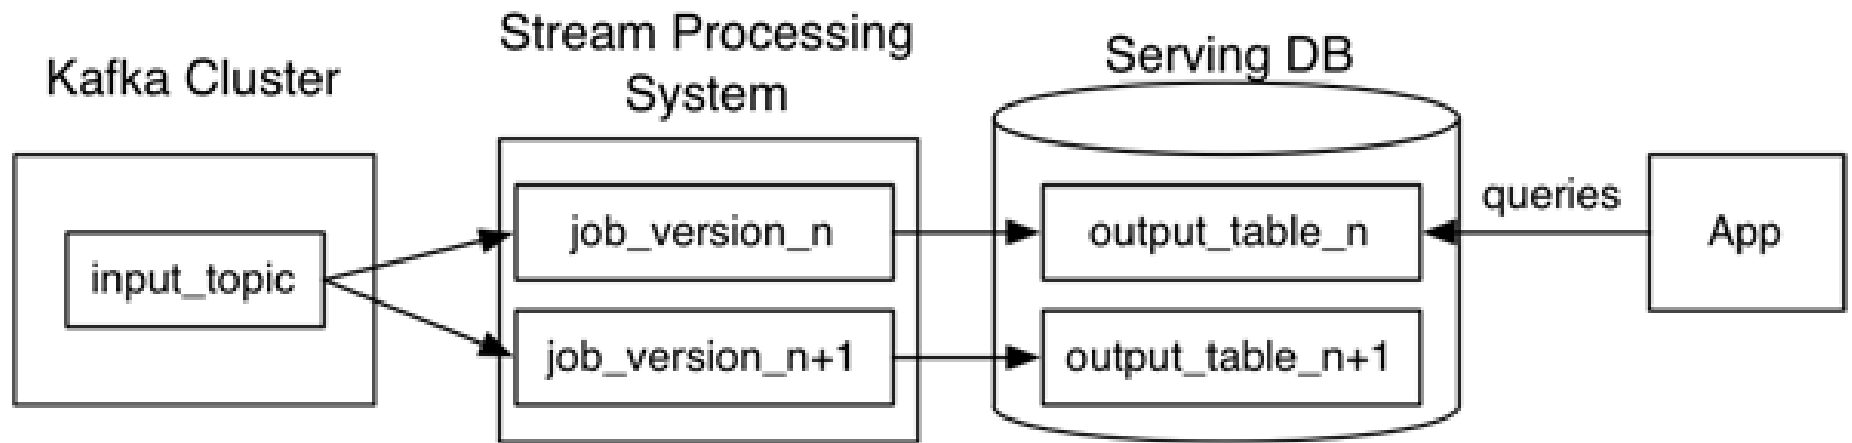 Kafka Cluster
input_topic
Stream Processing
System
job_version_n
job_version_n+1
Serving DB
output_table_n
output_table_n+1
queries
App